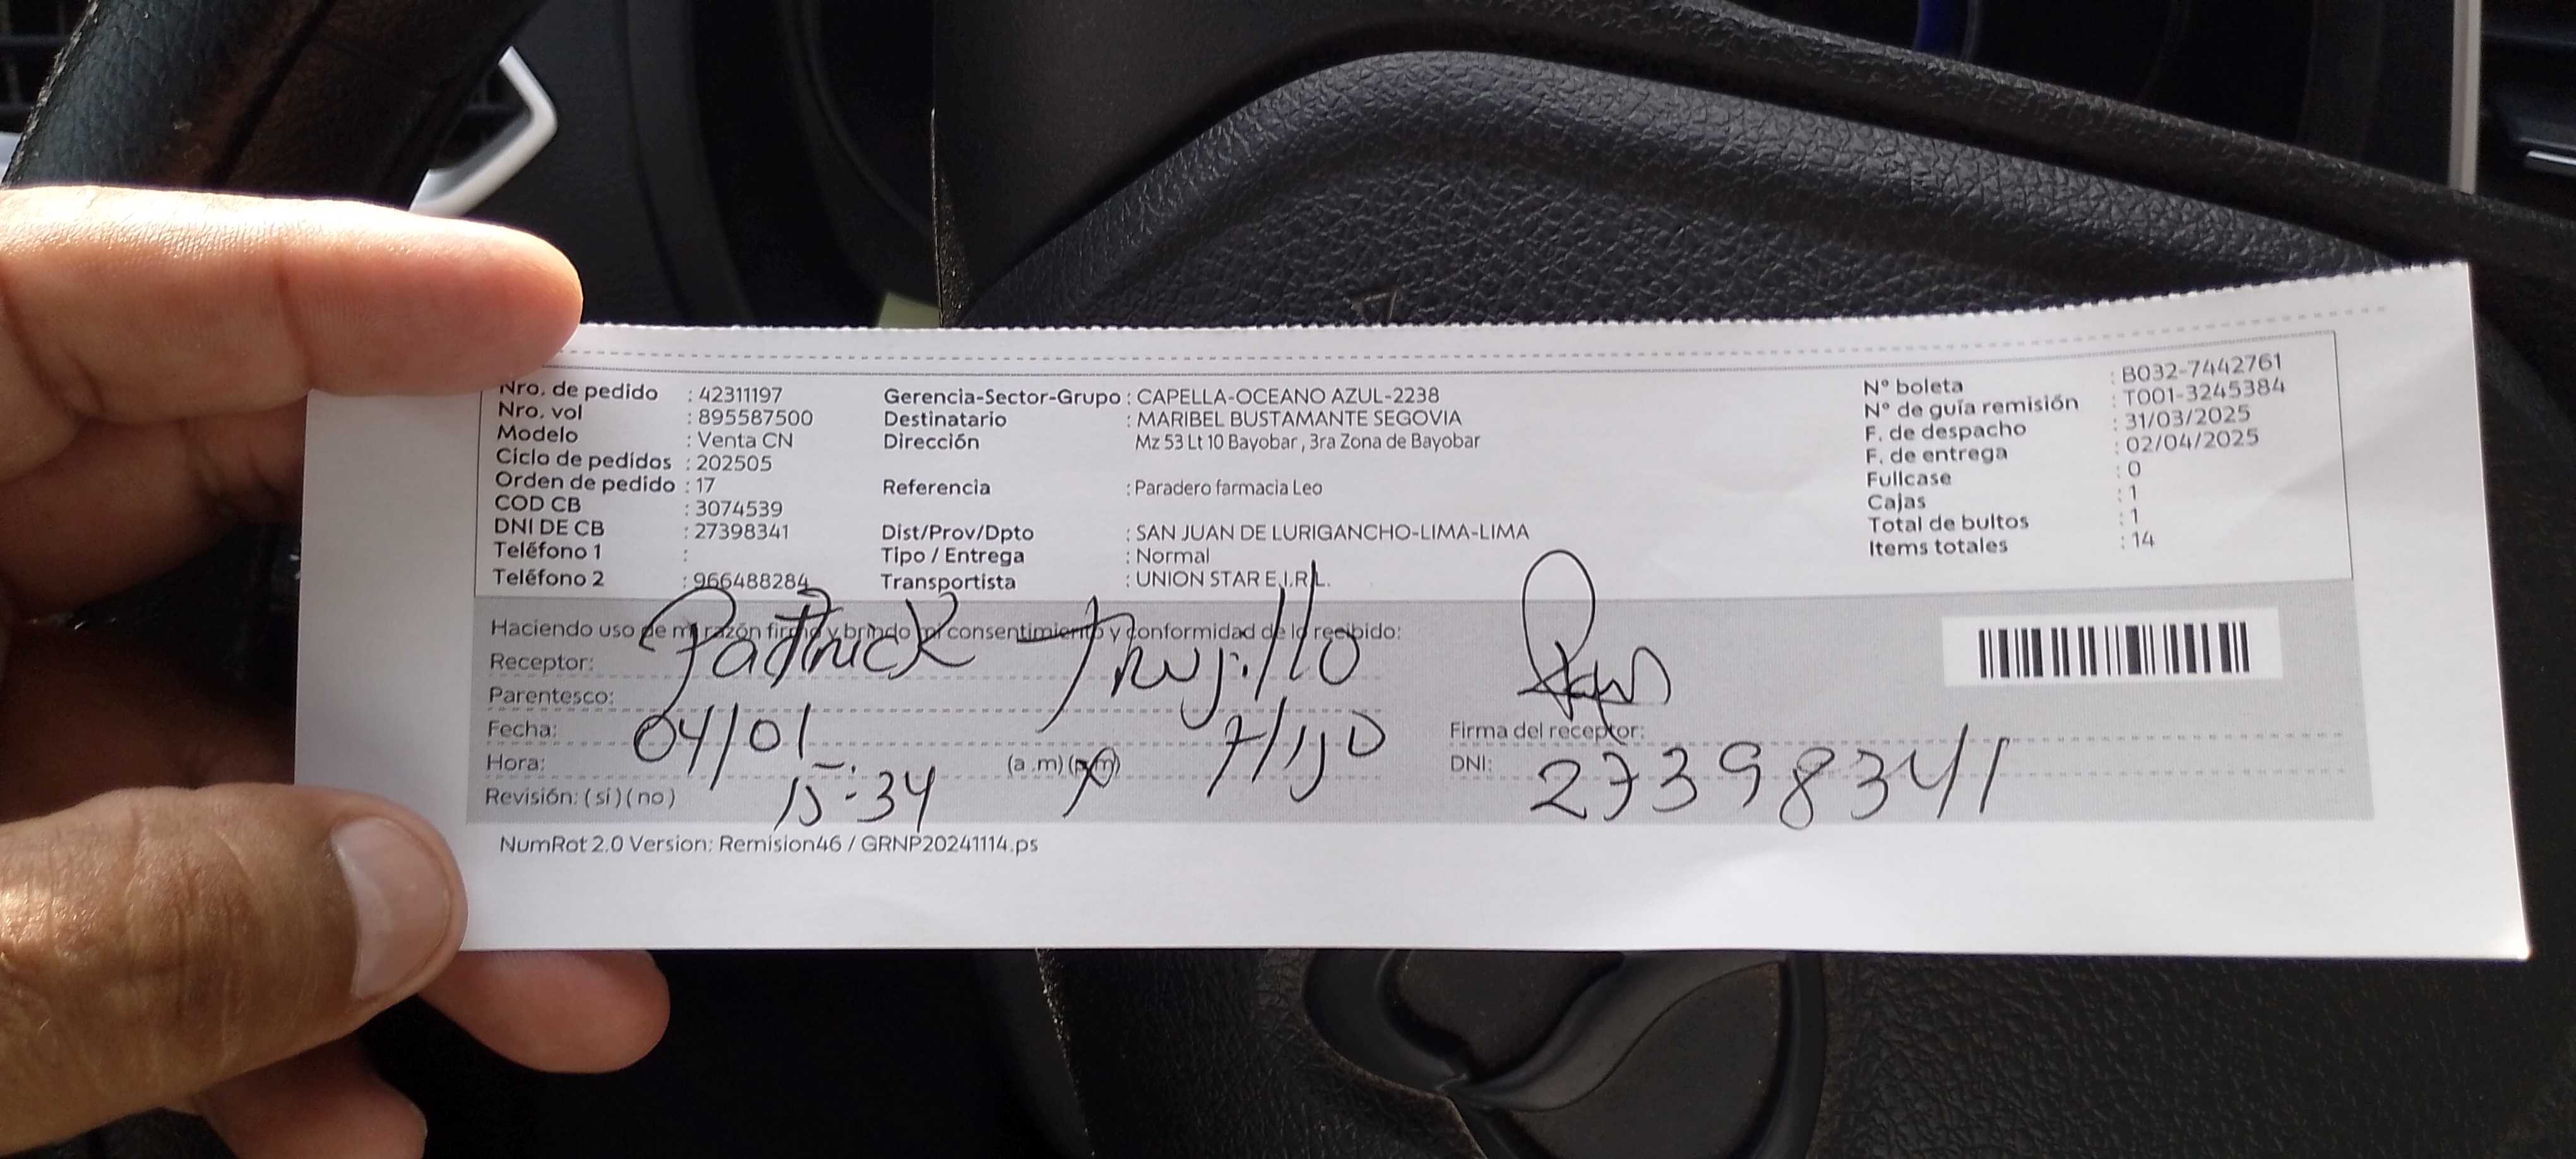 Nro. de pedido : 42311197 Gerencia-Sector-Grupo : CAPELLA-OCEANO AZUL-2238 N° boleta : B032-7442761
Nro. vol : 895587500 Destinatario : MARIBEL BUSTAMANTE SEGOVIA N° de guía remisión : T001-3245384
Modelo : Venta CN Dirección Mz 53 Lt 10 Bayobar , 3ra Zona de Bayobar F. de despacho : 31/03/2025
Ciclo de pedidos : 202505 F. de entrega : 02/04/2025
Orden de pedido : 17 Referencia : Paradero farmacia Leo Fullcase : 0
COD CB : 3074539 Cajas : 1
DNI DE CB : 27398341 Dist/Prov/Dpto : SAN JUAN DE LURIGANCHO-LIMA-LIMA Total de bultos : 1
Teléfono 1 : Tipo / Entrega : Normal Items totales : 14
Teléfono 2 : 966488284 Transportista : UNION STAR E.I.R.L.
Haciendo uso de mi razón firmo y brindo mi consentimiento y conformidad de lo recibido:
Receptor: Patrick Trujillo
Parentesco: Hijo
Fecha: 04/01 Firma del receptor:
Hora: 15:34 (a .m) (p.m) DNI: 27398341
Revisión: ( si ) ( no )
NumRot 2.0 Version: Remision46 / GRNP20241114.ps